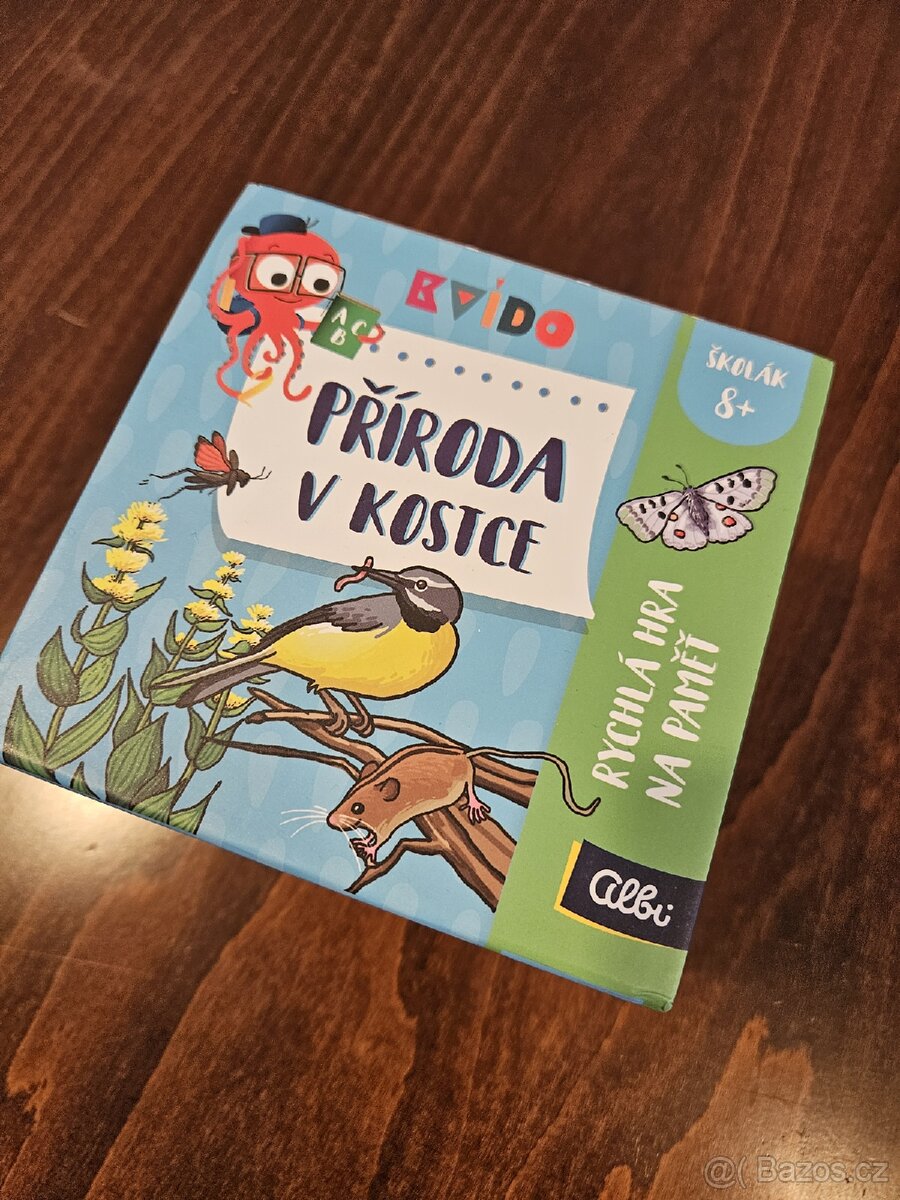 KVÍDO
A C
B
PŘÍRODA
V KOSTCE
ŠKOLÁK
8+
RYCHLÁ HRA
NA PAMĚŤ
albi
@( Bazos.cz